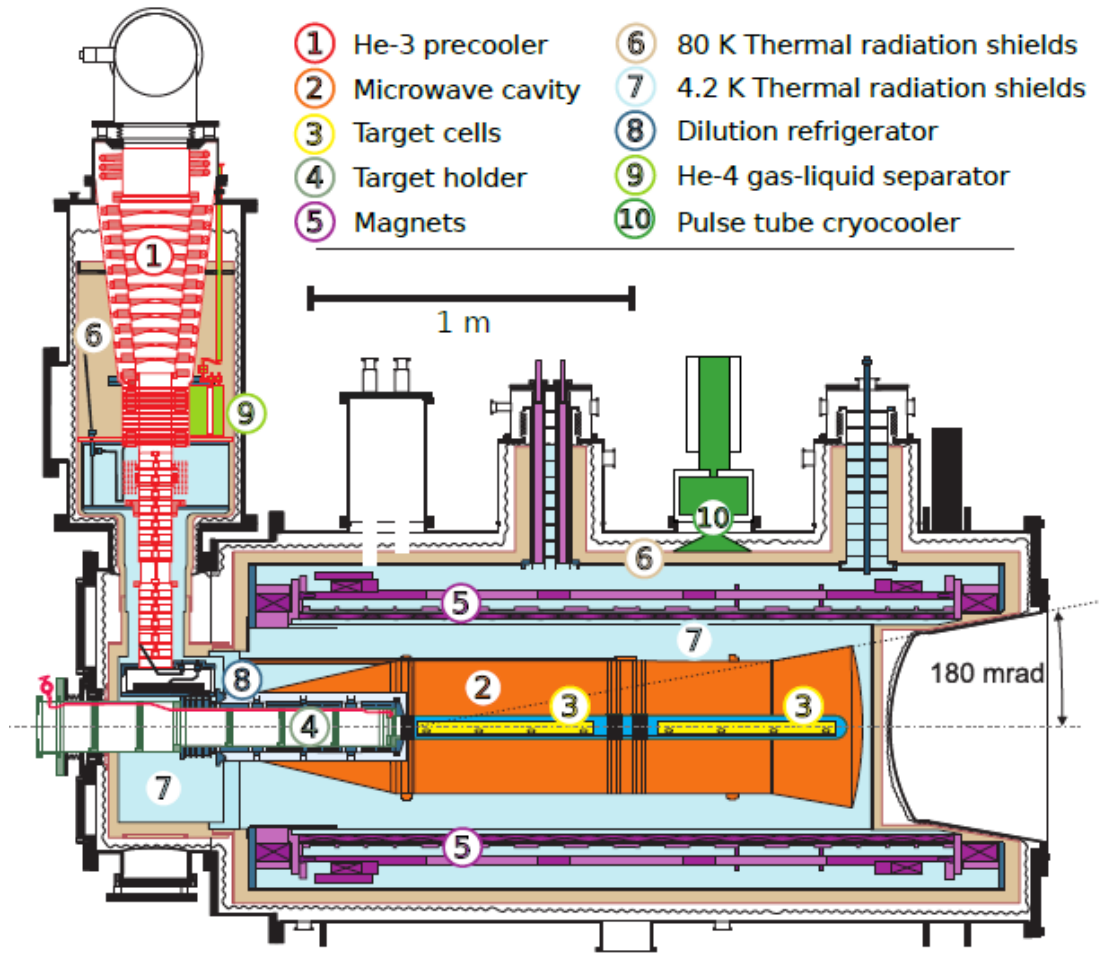 1 He-3 precooler
2 Microwave cavity
3 Target cells
4 Target holder
5 Magnets
6 80 K Thermal radiation shields
7 4.2 K Thermal radiation shields
8 Dilution refrigerator
9 He-4 gas-liquid separator
10 Pulse tube cryocooler
1 m
1
6
9
10
6
5
7
8
2
3
3
180 mrad
4
7
5